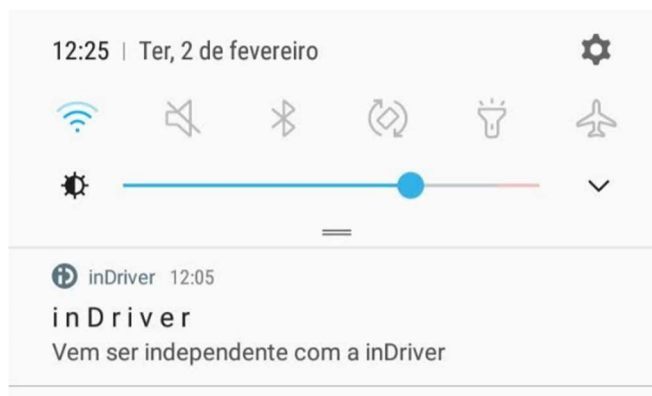 12:25 | Ter, 2 de fevereiro
inDriver 12:05
inDriver
Vem ser independente com a inDriver